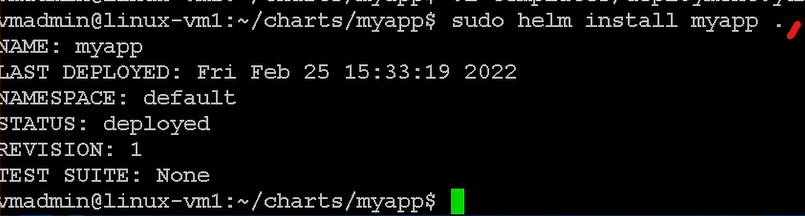 vmadmin@linux-vm1:~/charts/myapp$ sudo helm install myapp .
NAME: myapp
LAST DEPLOYED: Fri Feb 25 15:33:19 2022
NAMESPACE: default
STATUS: deployed
REVISION: 1
TEST SUITE: None
vmadmin@linux-vm1:~/charts/myapp$